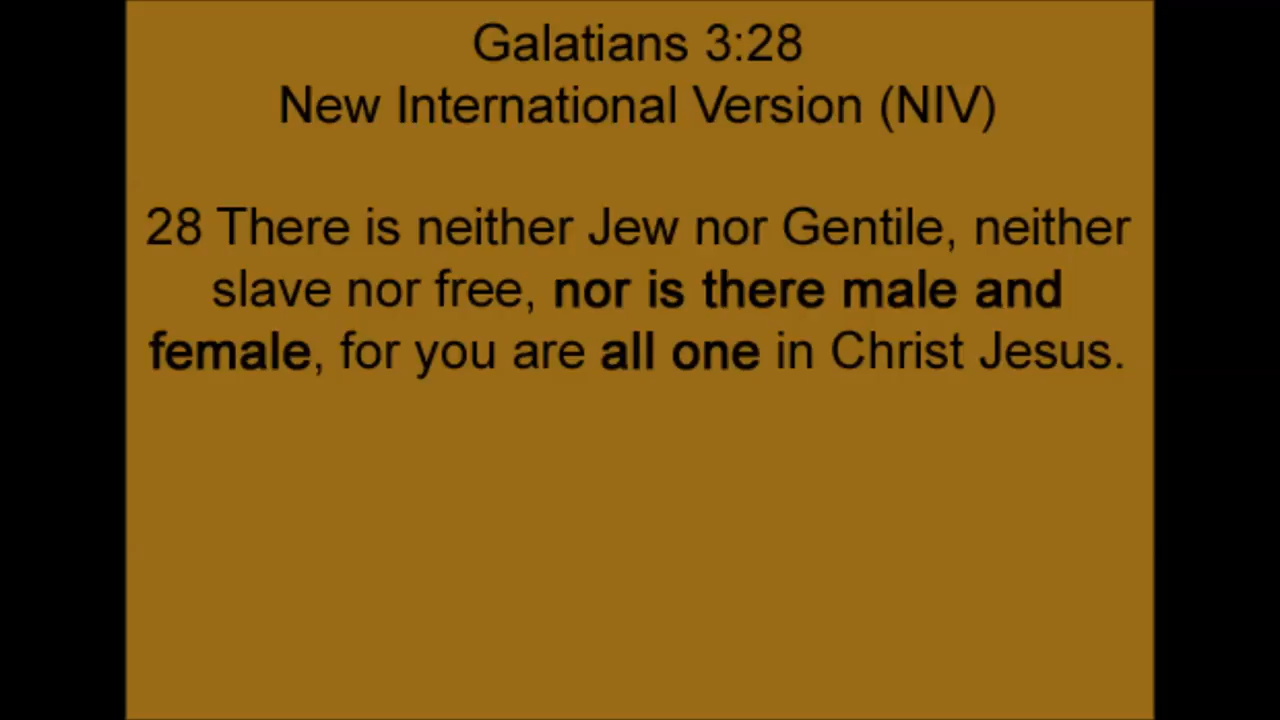 Galatians 3:28
New International Version (NIV)
28 There is neither Jew nor Gentile, neither
slave nor free, nor is there male and
female, for you are all one in Christ Jesus.